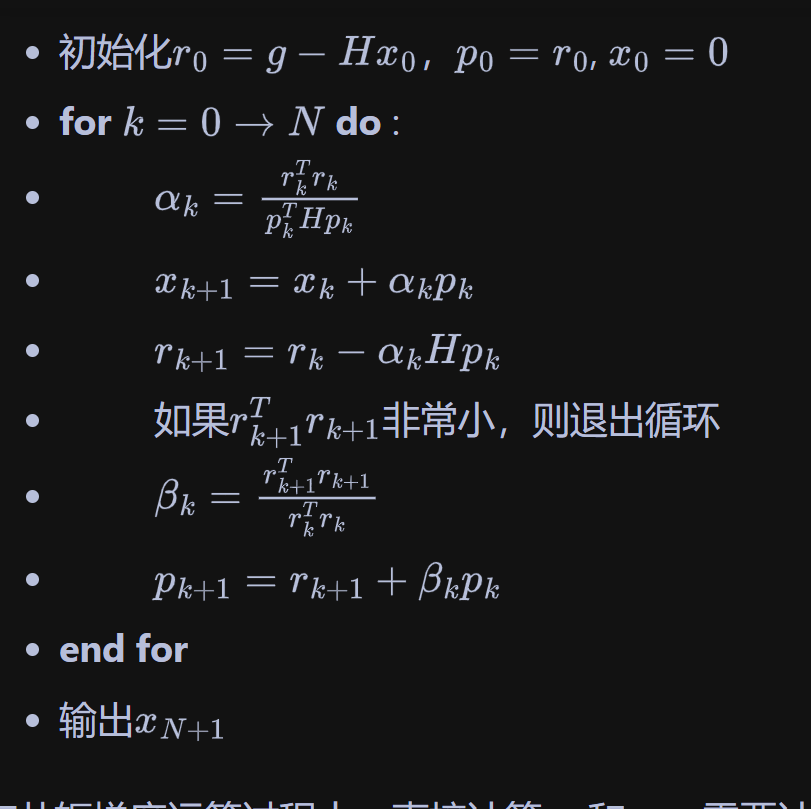 • 初始化$r_0 = g - Hx_0$，$p_0 = r_0$, $x_0 = 0$
• for $k = 0 \to N$ do :
• $\alpha_k = \frac{r_k^T r_k}{p_k^T H p_k}$
• $x_{k+1} = x_k + \alpha_k p_k$
• $r_{k+1} = r_k - \alpha_k H p_k$
• 如果$r_{k+1}^T r_{k+1}$非常小，则退出循环
• $\beta_k = \frac{r_{k+1}^T r_{k+1}}{r_k^T r_k}$
• $p_{k+1} = r_{k+1} + \beta_k p_k$
• end for
• 输出$x_{N+1}$